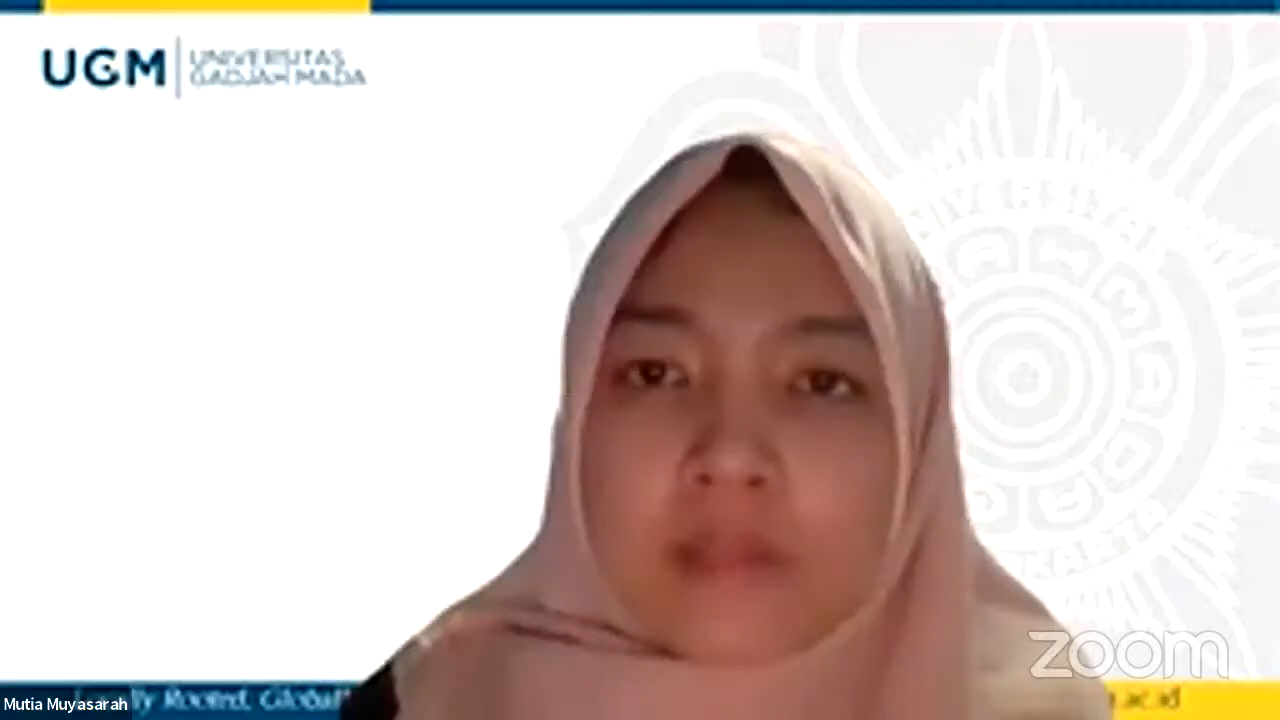 UGM
UNIVERSITAS
GADJAH MADA
zoom
Rooted, Global
ac.id
Mutia Muyasarah